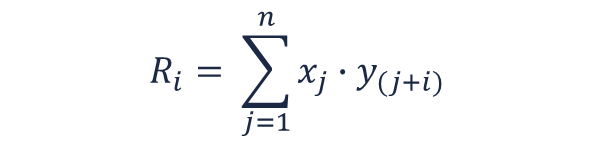 $R_i = \sum_{j=1}^{n} x_j \cdot y_{(j+i)}$